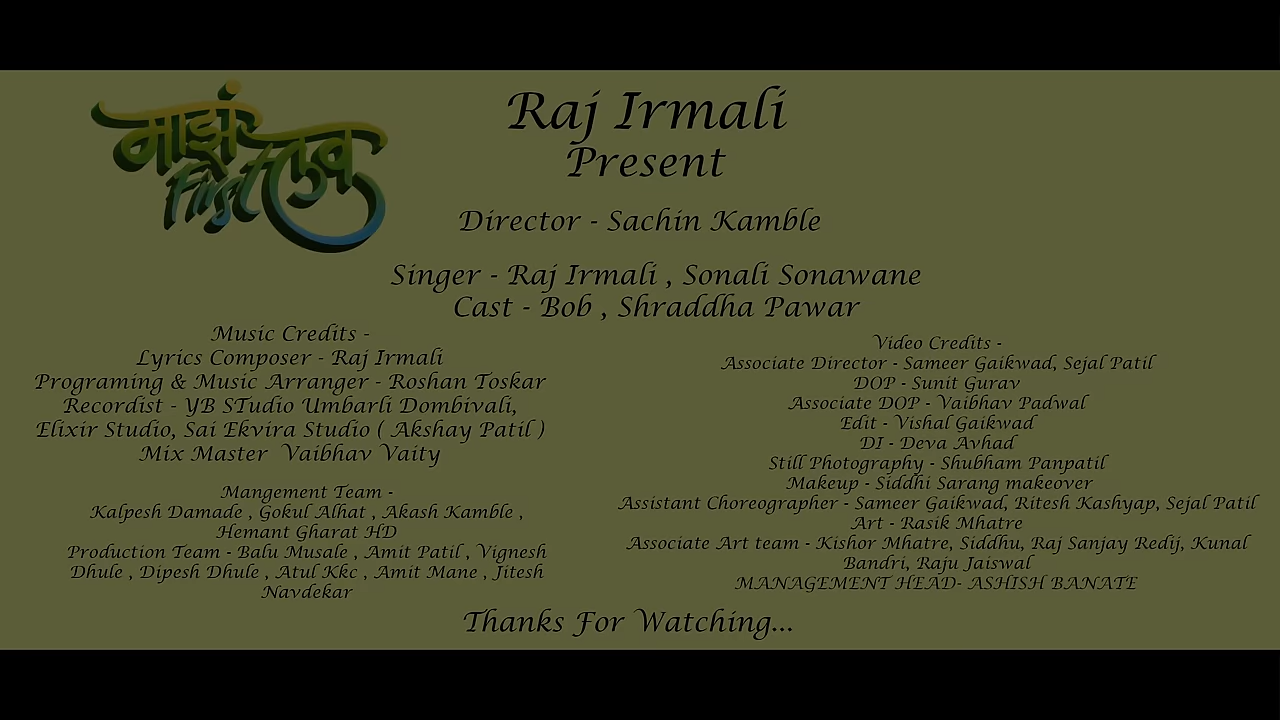 माझं
First लव
Raj Irmali
Present
Director - Sachin Kamble
Singer - Raj Irmali , Sonali Sonawane
Cast - Bob , Shraddha Pawar
Music Credits -
Lyrics Composer - Raj Irmali
Programing & Music Arranger - Roshan Toskar
Recordist - YB STudio Umbarli Dombivali,
Elixir Studio, Sai Ekvira Studio ( Akshay Patil )
Mix Master Vaibhav Vaity
Mangement Team -
Kalpesh Damade , Gokul Alhat , Akash Kamble ,
Hemant Gharat HD
Production Team - Balu Musale , Amit Patil , Vignesh
Dhule , Dipesh Dhule , Atul Kkc , Amit Mane , Jitesh
Navdekar
Video Credits -
Associate Director - Sameer Gaikwad, Sejal Patil
DOP - Sunit Gurav
Associate DOP - Vaibhav Padwal
Edit - Vishal Gaikwad
DI - Deva Avhad
Still Photography - Shubham Panpatil
Makeup - Siddhi Sarang makeover
Assistant Choreographer - Sameer Gaikwad, Ritesh Kashyap, Sejal Patil
Art - Rasik Mhatre
Associate Art team - Kishor Mhatre, Siddhu, Raj Sanjay Redij, Kunal
Bandri, Raju Jaiswal
MANAGEMENT HEAD- ASHISH BANATE
Thanks For Watching...